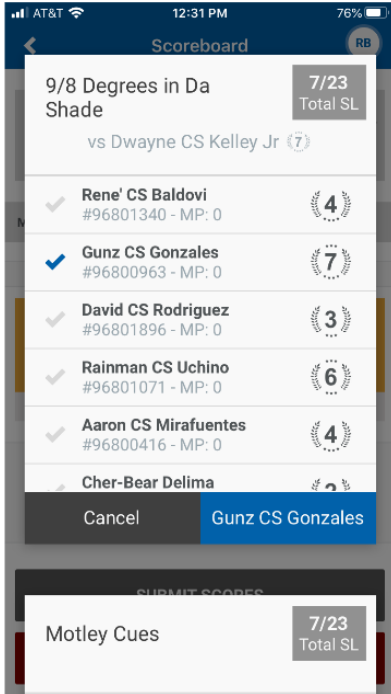 AT&T 12:31 PM 76%
Scoreboard RB
9/8 Degrees in Da Shade
7/23
Total SL
vs Dwayne CS Kelley Jr 7
Rene' CS Baldovi
#96801340 - MP: 0
4
Gunz CS Gonzales
#96800963 - MP: 0
7
David CS Rodriguez
#96801896 - MP: 0
3
Rainman CS Uchino
#96801071 - MP: 0
6
Aaron CS Mirafuentes
#96800416 - MP: 0
4
Cher-Bear Delima
Cancel
Gunz CS Gonzales
SUBMIT SCORES
Motley Cues
7/23
Total SL